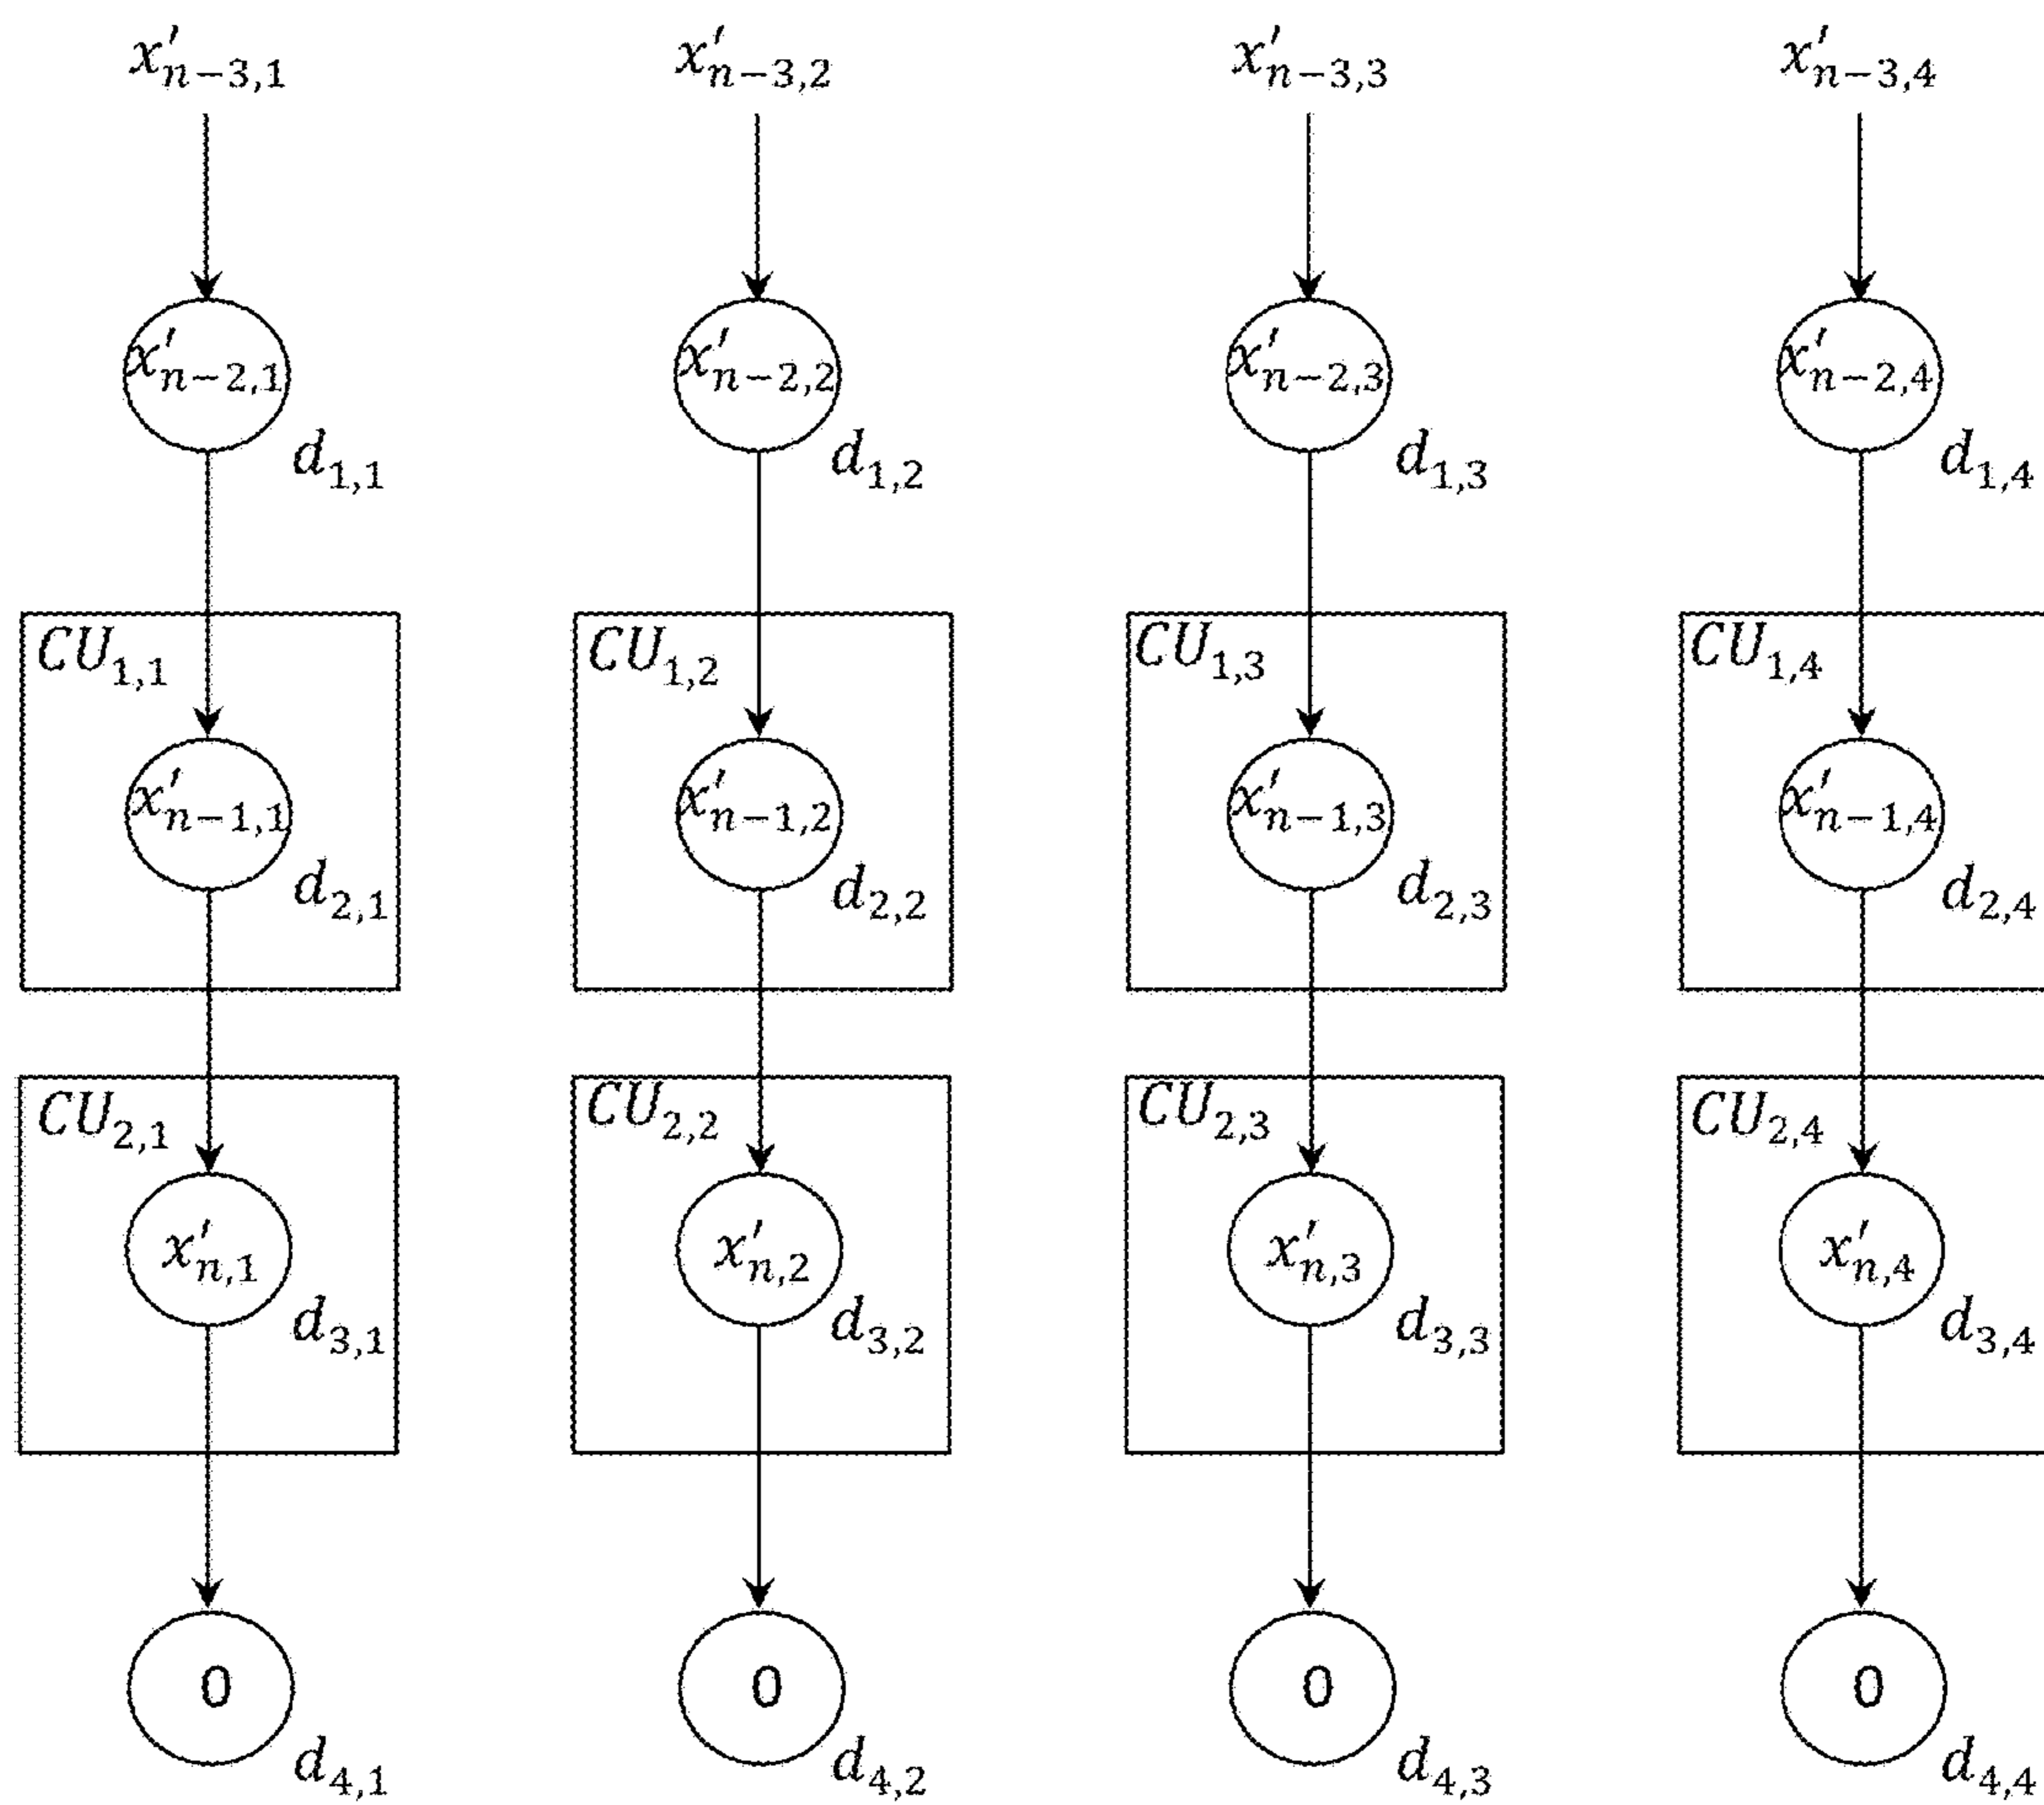 x′ₙ₋₃,₁ x′ₙ₋₃,₂ x′ₙ₋₃,₃ x′ₙ₋₃,₄
x′ₙ₋₂,₁ x′ₙ₋₂,₂ x′ₙ₋₂,₃ x′ₙ₋₂,₄
d₁,₁ d₁,₂ d₁,₃ d₁,₄
CU₁,₁ CU₁,₂ CU₁,₃ CU₁,₄
x′ₙ₋₁,₁ x′ₙ₋₁,₂ x′ₙ₋₁,₃ x′ₙ₋₁,₄
d₂,₁ d₂,₂ d₂,₃ d₂,₄
CU₂,₁ CU₂,₂ CU₂,₃ CU₂,₄
x′ₙ,₁ x′ₙ,₂ x′ₙ,₃ x′ₙ,₄
d₃,₁ d₃,₂ d₃,₃ d₃,₄
0 0 0 0
d₄,₁ d₄,₂ d₄,₃ d₄,₄